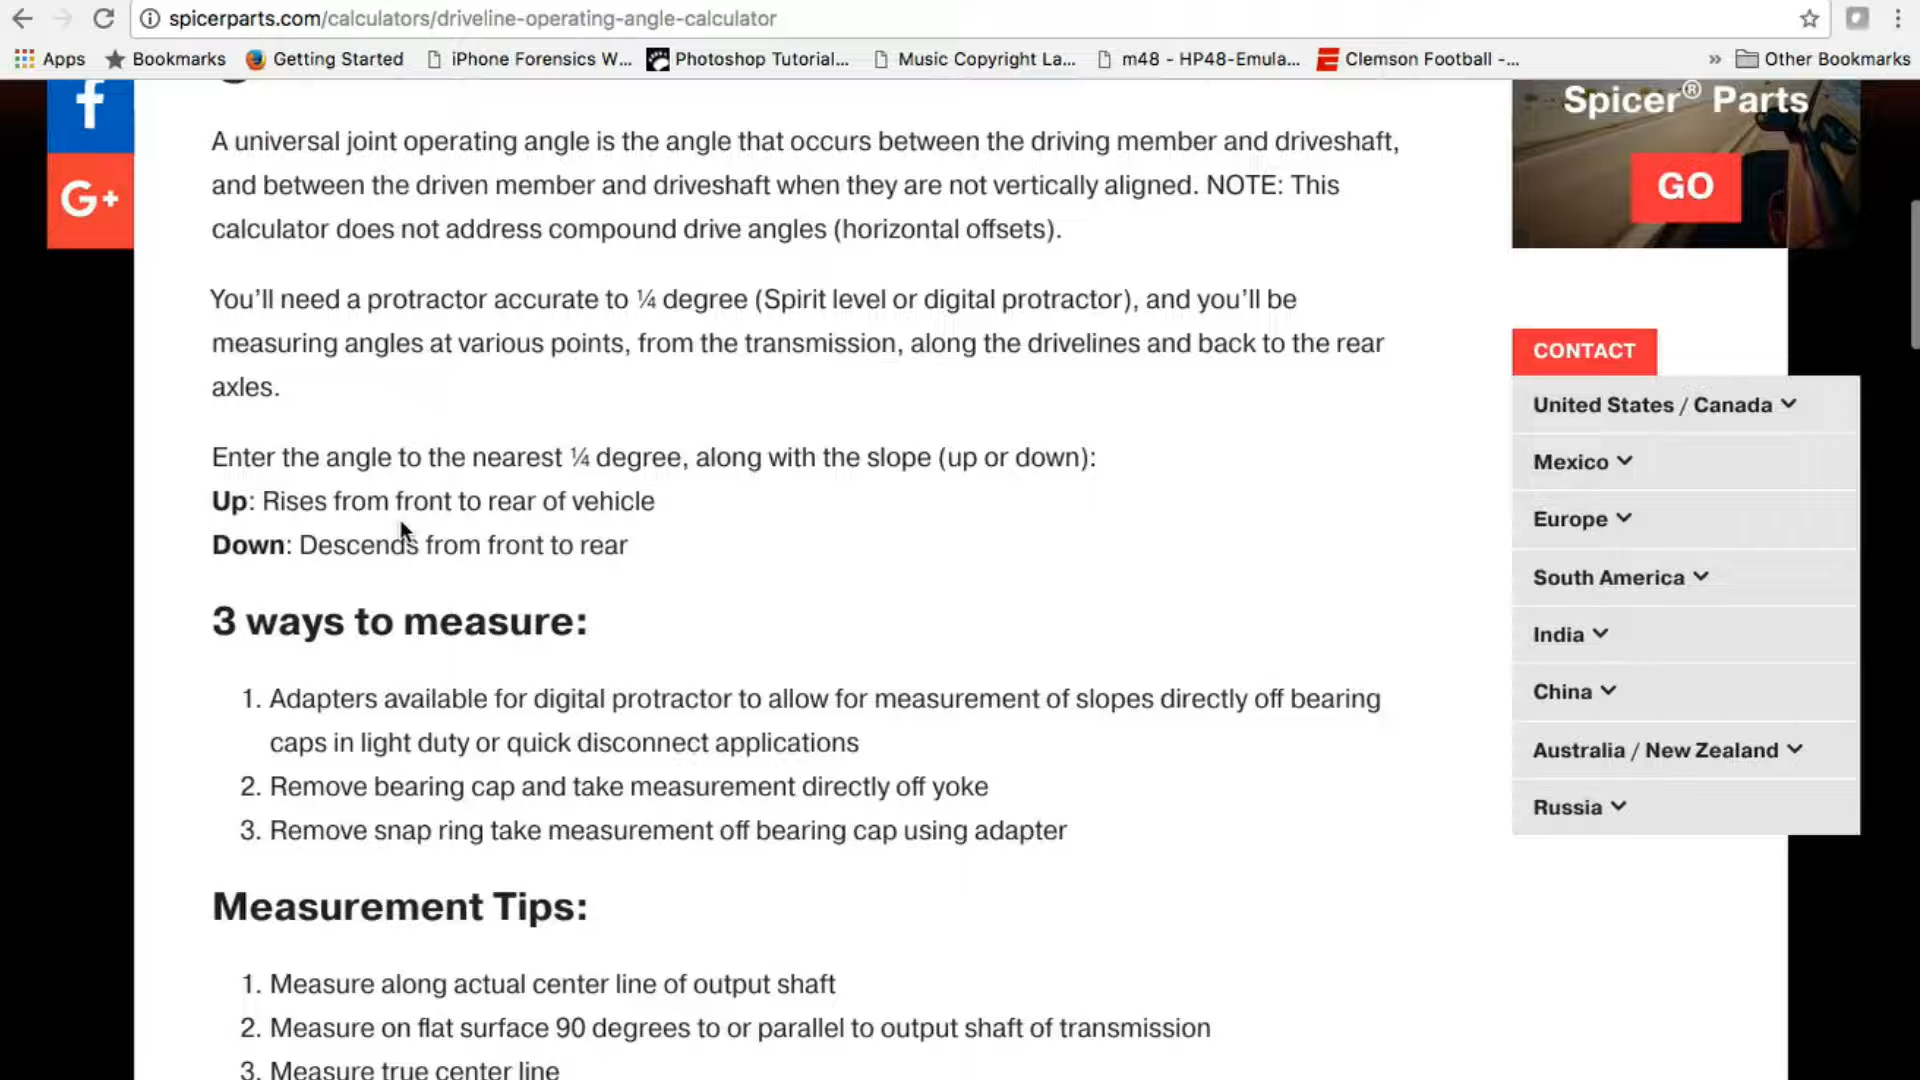 spicerparts.com/calculators/driveline-operating-angle-calculator
Apps Bookmarks Getting Started iPhone Forensics W... Photoshop Tutorial... Music Copyright La... m48 - HP48-Emula... Clemson Football -... » Other Bookmarks
f
G+
A universal joint operating angle is the angle that occurs between the driving member and driveshaft,
and between the driven member and driveshaft when they are not vertically aligned. NOTE: This
calculator does not address compound drive angles (horizontal offsets).
You’ll need a protractor accurate to ¼ degree (Spirit level or digital protractor), and you’ll be
measuring angles at various points, from the transmission, along the drivelines and back to the rear
axles.
Enter the angle to the nearest ¼ degree, along with the slope (up or down):
Up: Rises from front to rear of vehicle
Down: Descends from front to rear
3 ways to measure:
1. Adapters available for digital protractor to allow for measurement of slopes directly off bearing
caps in light duty or quick disconnect applications
2. Remove bearing cap and take measurement directly off yoke
3. Remove snap ring take measurement off bearing cap using adapter
Measurement Tips:
1. Measure along actual center line of output shaft
2. Measure on flat surface 90 degrees to or parallel to output shaft of transmission
3. Measure true center line
Spicer® Parts
GO
CONTACT
United States / Canada
Mexico
Europe
South America
India
China
Australia / New Zealand
Russia